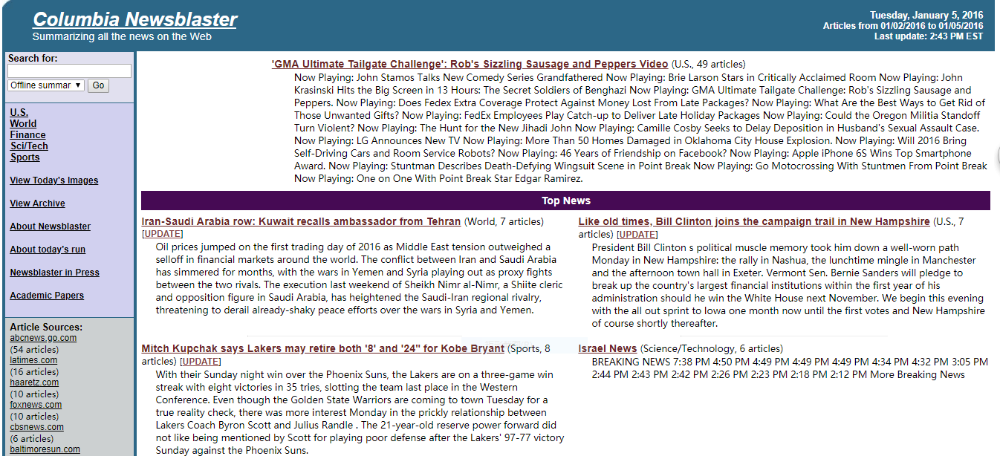 Columbia Newsblaster
Summarizing all the news on the Web
Tuesday, January 5, 2016
Articles from 01/02/2016 to 01/05/2016
Last update: 2:43 PM EST
Search for:
Offline summar ▼ Go
U.S.
World
Finance
Sci/Tech
Sports
View Today's Images
View Archive
About Newsblaster
About today's run
Newsblaster in Press
Academic Papers
Article Sources:
abcnews.go.com
(54 articles)
latimes.com
(16 articles)
haaretz.com
(10 articles)
foxnews.com
(10 articles)
cbsnews.com
(6 articles)
baltimoresun.com
'GMA Ultimate Tailgate Challenge': Rob's Sizzling Sausage and Peppers Video (U.S., 49 articles)
Now Playing: John Stamos Talks New Comedy Series Grandfathered Now Playing: Brie Larson Stars in Critically Acclaimed Room Now Playing: John
Krasinski Hits the Big Screen in 13 Hours: The Secret Soldiers of Benghazi Now Playing: GMA Ultimate Tailgate Challenge: Rob's Sizzling Sausage and
Peppers. Now Playing: Does Fedex Extra Coverage Protect Against Money Lost From Late Packages? Now Playing: What Are the Best Ways to Get Rid of
Those Unwanted Gifts? Now Playing: FedEx Employees Play Catch-up to Deliver Late Holiday Packages Now Playing: Could the Oregon Militia Standoff
Turn Violent? Now Playing: The Hunt for the New Jihadi John Now Playing: Camille Cosby Seeks to Delay Deposition in Husband's Sexual Assault Case.
Now Playing: LG Announces New TV Now Playing: More Than 50 Homes Damaged in Oklahoma City House Explosion. Now Playing: Will 2016 Bring
Self-Driving Cars and Room Service Robots? Now Playing: 46 Years of Friendship on Facebook? Now Playing: Apple iPhone 6S Wins Top Smartphone
Award. Now Playing: Stuntman Describes Death-Defying Wingsuit Scene in Point Break Now Playing: Go Motocrossing With Stuntmen From Point Break
Now Playing: One on One With Point Break Star Edgar Ramirez.
Top News
Iran-Saudi Arabia row: Kuwait recalls ambassador from Tehran (World, 7 articles)
[UPDATE]
Oil prices jumped on the first trading day of 2016 as Middle East tension outweighed a
selloff in financial markets around the world. The conflict between Iran and Saudi Arabia
has simmered for months, with the wars in Yemen and Syria playing out as proxy fights
between the two rivals. The execution last weekend of Sheikh Nimr al-Nimr, a Shiite cleric
and opposition figure in Saudi Arabia, has heightened the Saudi-Iran regional rivalry,
threatening to derail already-shaky peace efforts over the wars in Syria and Yemen.
Like old times, Bill Clinton joins the campaign trail in New Hampshire (U.S., 7
articles) [UPDATE]
President Bill Clinton s political muscle memory took him down a well-worn path
Monday in New Hampshire: the rally in Nashua, the lunchtime mingle in Manchester
and the afternoon town hall in Exeter. Vermont Sen. Bernie Sanders will pledge to
break up the country's largest financial institutions within the first year of his
administration should he win the White House next November. We begin this evening
with the all out sprint to Iowa one month now until the first votes and New Hampshire
of course shortly thereafter.
Mitch Kupchak says Lakers may retire both '8' and '24" for Kobe Bryant (Sports, 8
articles) [UPDATE]
With their Sunday night win over the Phoenix Suns, the Lakers are on a three-game win
streak with eight victories in 35 tries, slotting the team last place in the Western
Conference. Even though the Golden State Warriors are coming to town Tuesday for a
true reality check, there was more interest Monday in the prickly relationship between
Lakers Coach Byron Scott and Julius Randle . The 21-year-old reserve power forward did
not like being mentioned by Scott for playing poor defense after the Lakers' 97-77 victory
Sunday against the Phoenix Suns.
Israel News (Science/Technology, 6 articles)
BREAKING NEWS 7:38 PM 4:50 PM 4:49 PM 4:49 PM 4:49 PM 4:34 PM 4:32 PM 3:05 PM
2:44 PM 2:43 PM 2:42 PM 2:26 PM 2:23 PM 2:18 PM 2:12 PM More Breaking News